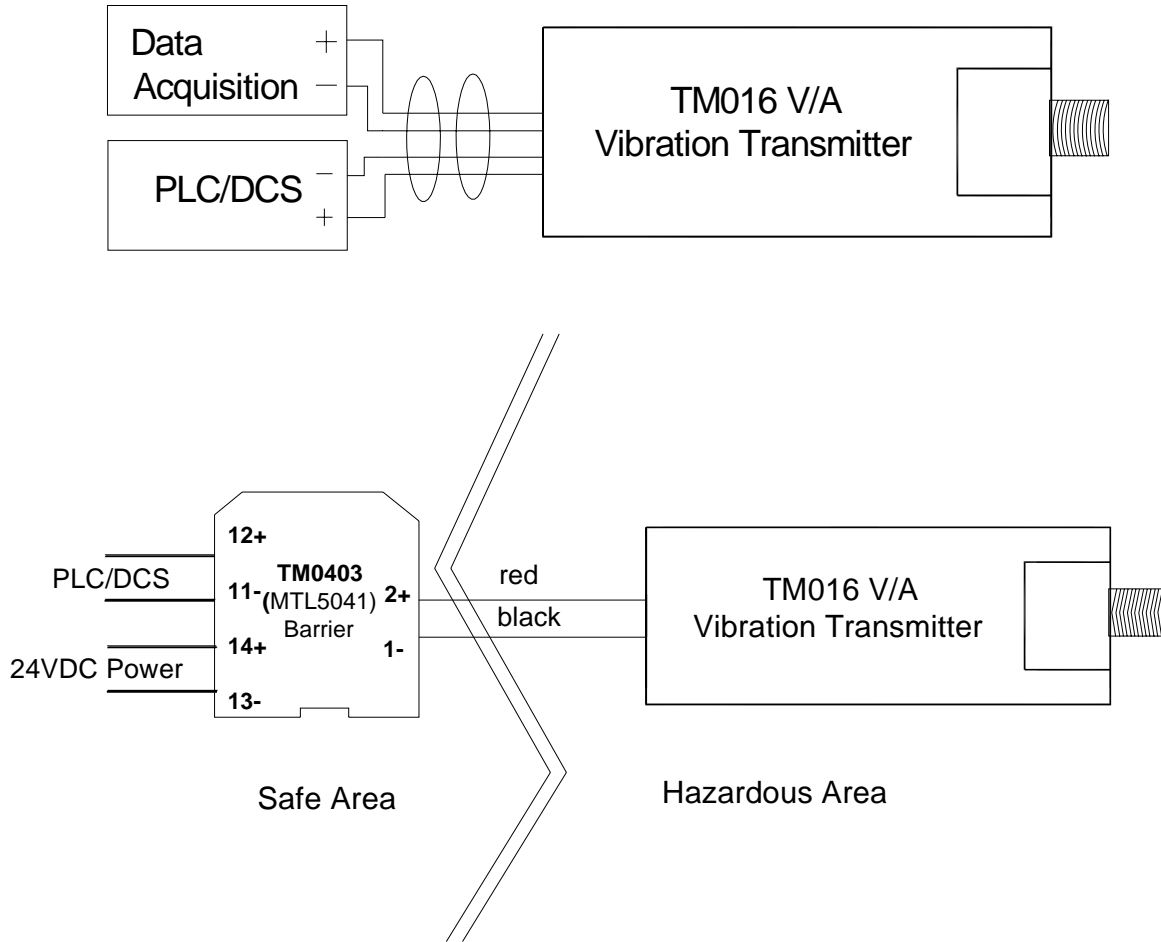 Data
Acquisition
+
−
PLC/DCS
−
+
TM016 V/A
Vibration Transmitter
12+
PLC/DCS
11-
TM0403
(MTL5041)
Barrier
2+
1-
14+
24VDC Power
13-
red
black
TM016 V/A
Vibration Transmitter
Safe Area
Hazardous Area